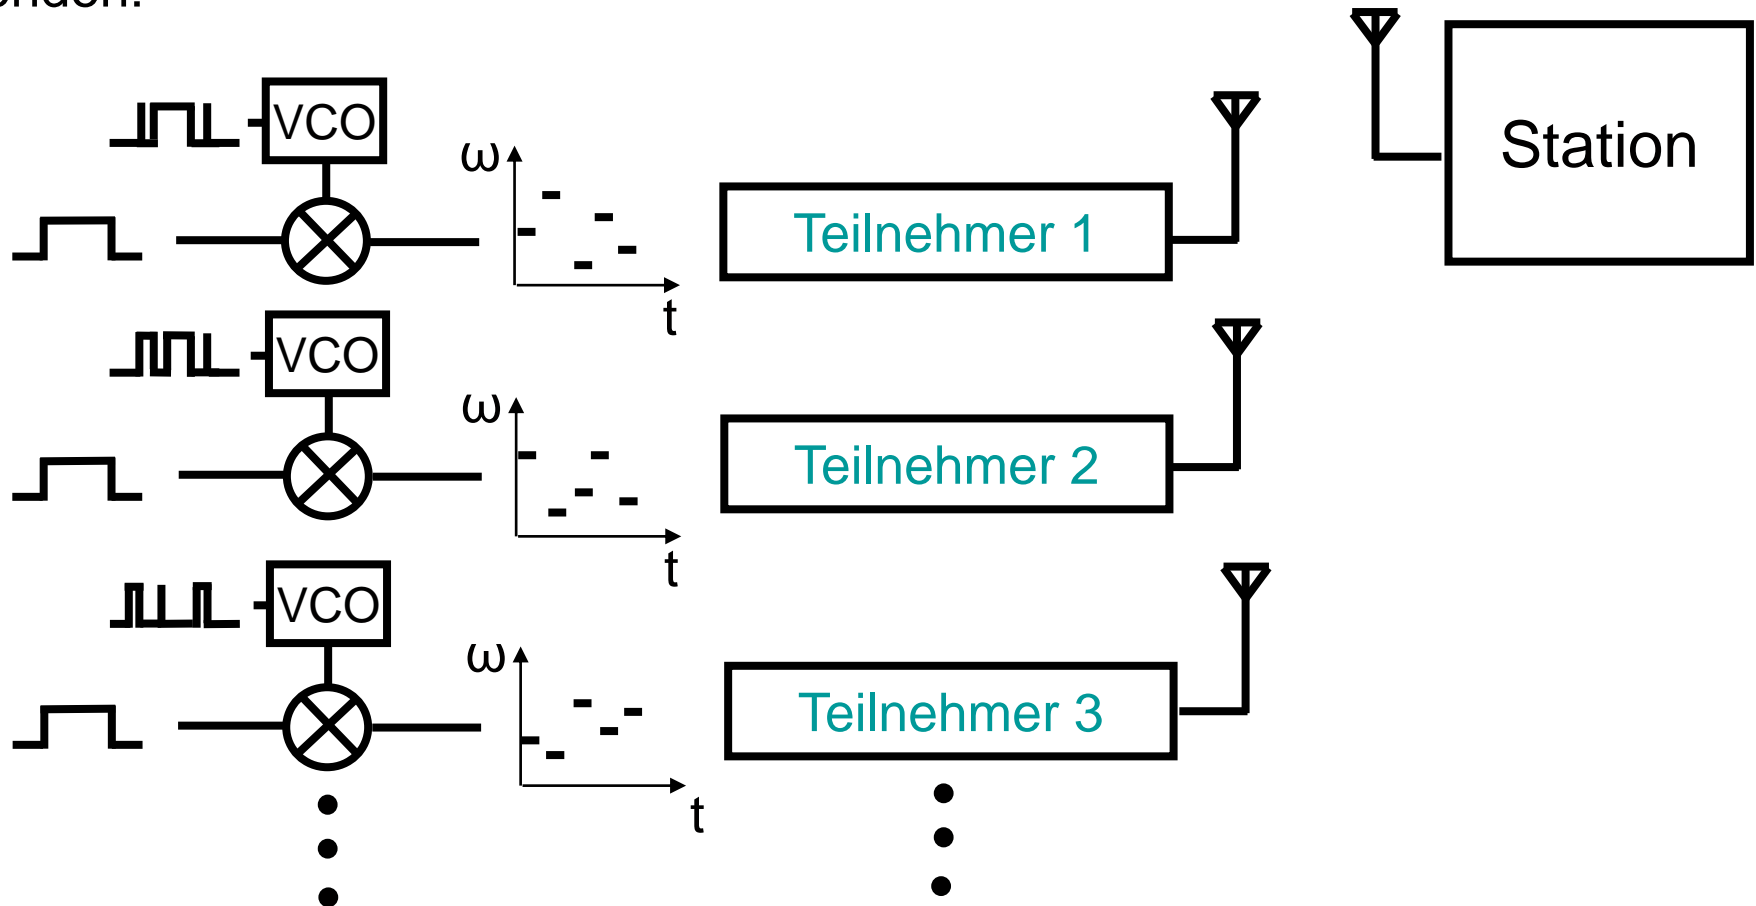 Station
VCO
ω
Teilnehmer 1
t
VCO
ω
Teilnehmer 2
t
VCO
ω
Teilnehmer 3
t